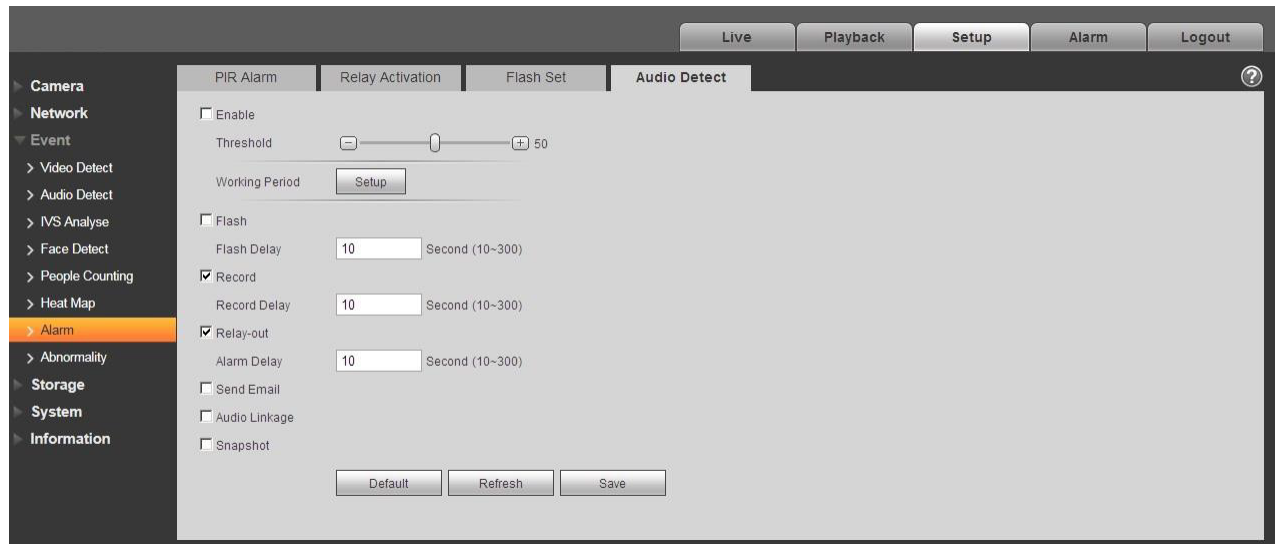 Live Playback Setup Alarm Logout
PIR Alarm Relay Activation Flash Set Audio Detect ?
Camera
Network
Event
Video Detect
Audio Detect
IVS Analyse
Face Detect
People Counting
Heat Map
Alarm
Abnormality
Storage
System
Information
Enable
Threshold 50
Working Period Setup
Flash
Flash Delay 10 Second (10~300)
Record
Record Delay 10 Second (10~300)
Relay-out
Alarm Delay 10 Second (10~300)
Send Email
Audio Linkage
Snapshot
Default Refresh Save